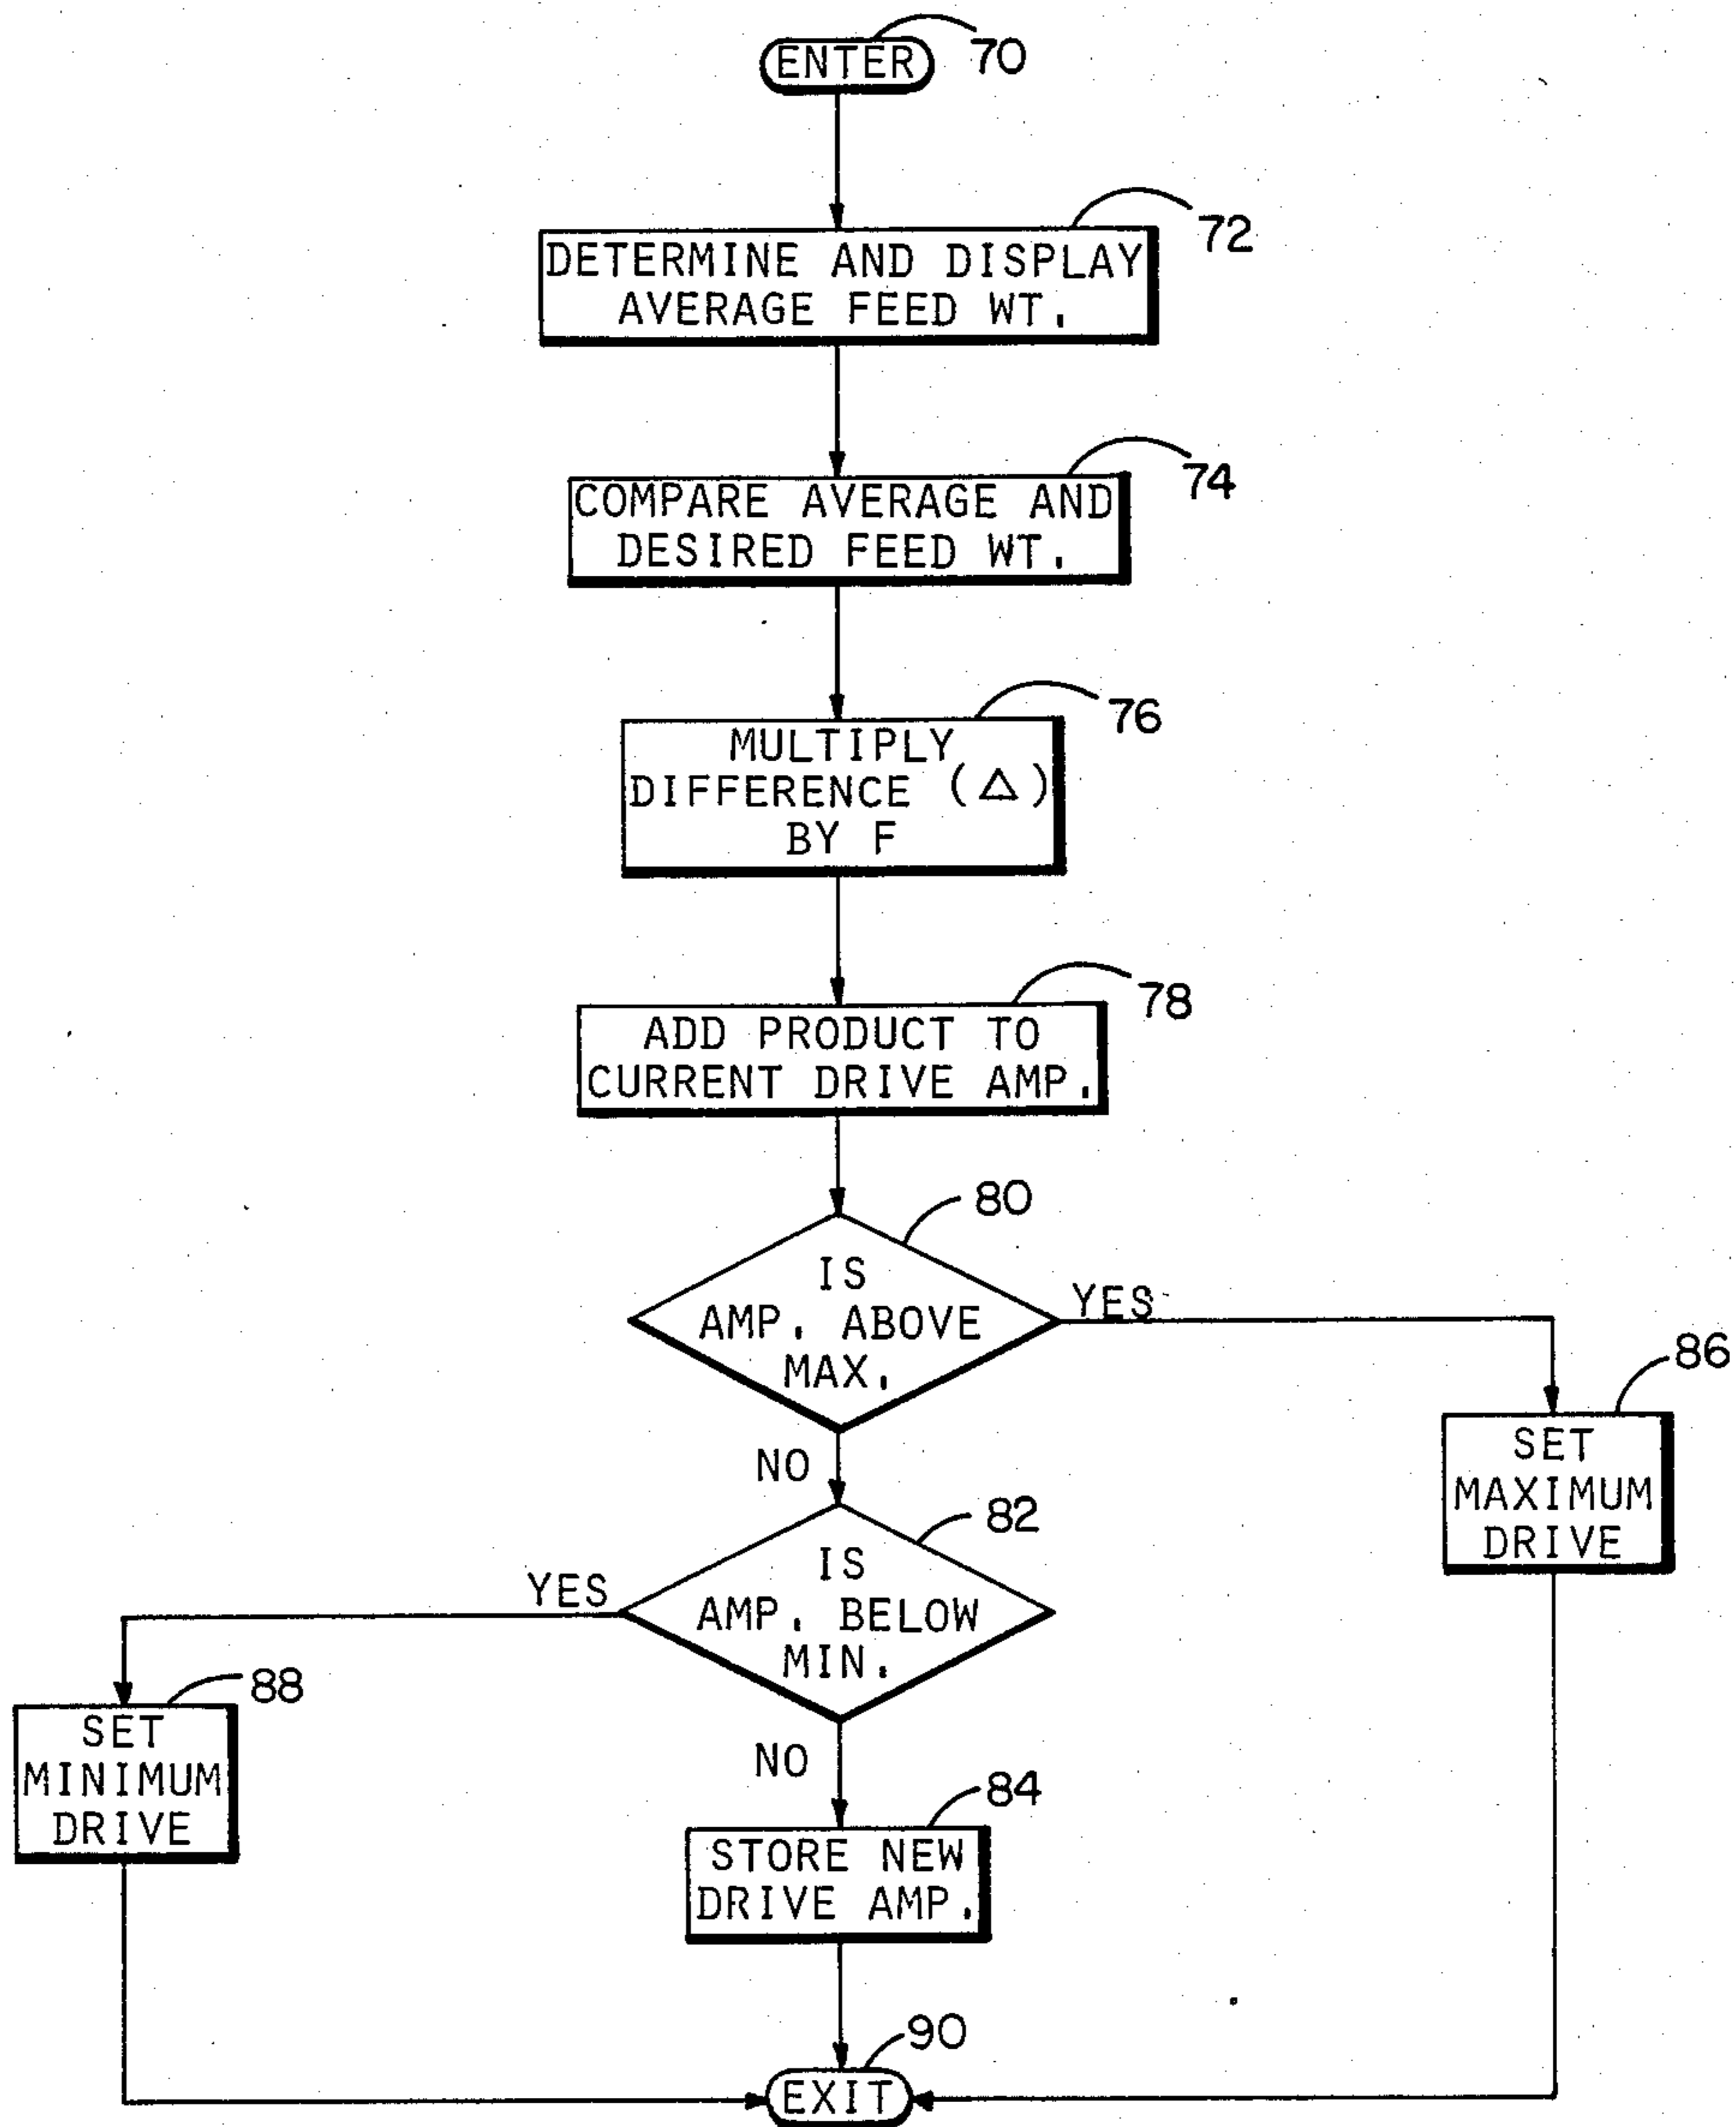 ENTER
70
DETERMINE AND DISPLAY
AVERAGE FEED WT.
72
COMPARE AVERAGE AND
DESIRED FEED WT.
74
MULTIPLY
DIFFERENCE (△)
BY F
76
ADD PRODUCT TO
CURRENT DRIVE AMP.
78
IS
AMP. ABOVE
MAX.
80
YES
NO
SET
MAXIMUM
DRIVE
86
IS
AMP. BELOW
MIN.
82
YES
NO
SET
MINIMUM
DRIVE
88
STORE NEW
DRIVE AMP.
84
EXIT
90